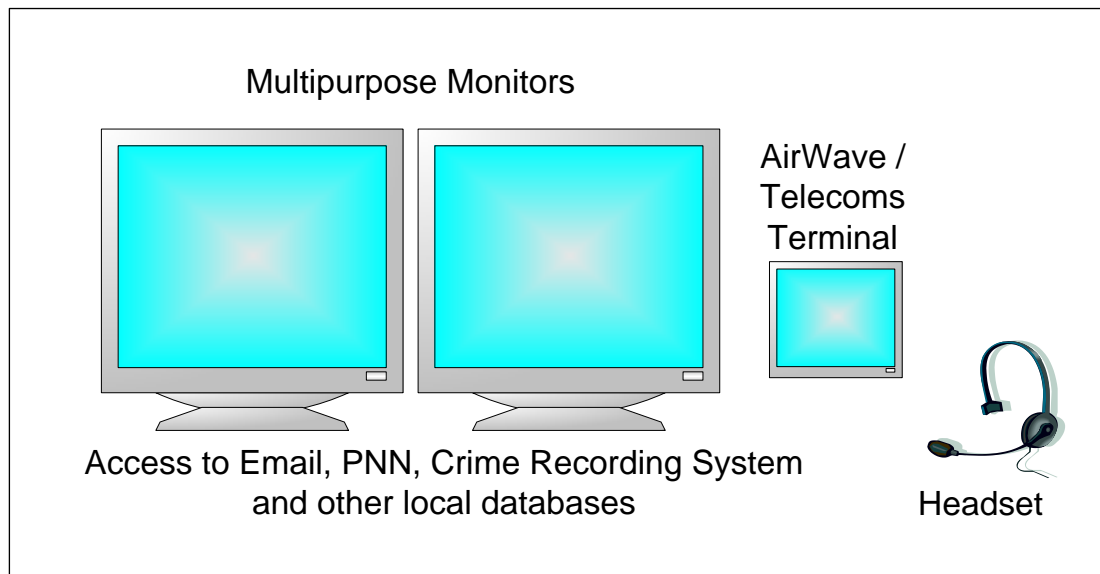 Multipurpose Monitors
AirWave /
Telecoms
Terminal
Access to Email, PNN, Crime Recording System
and other local databases
Headset